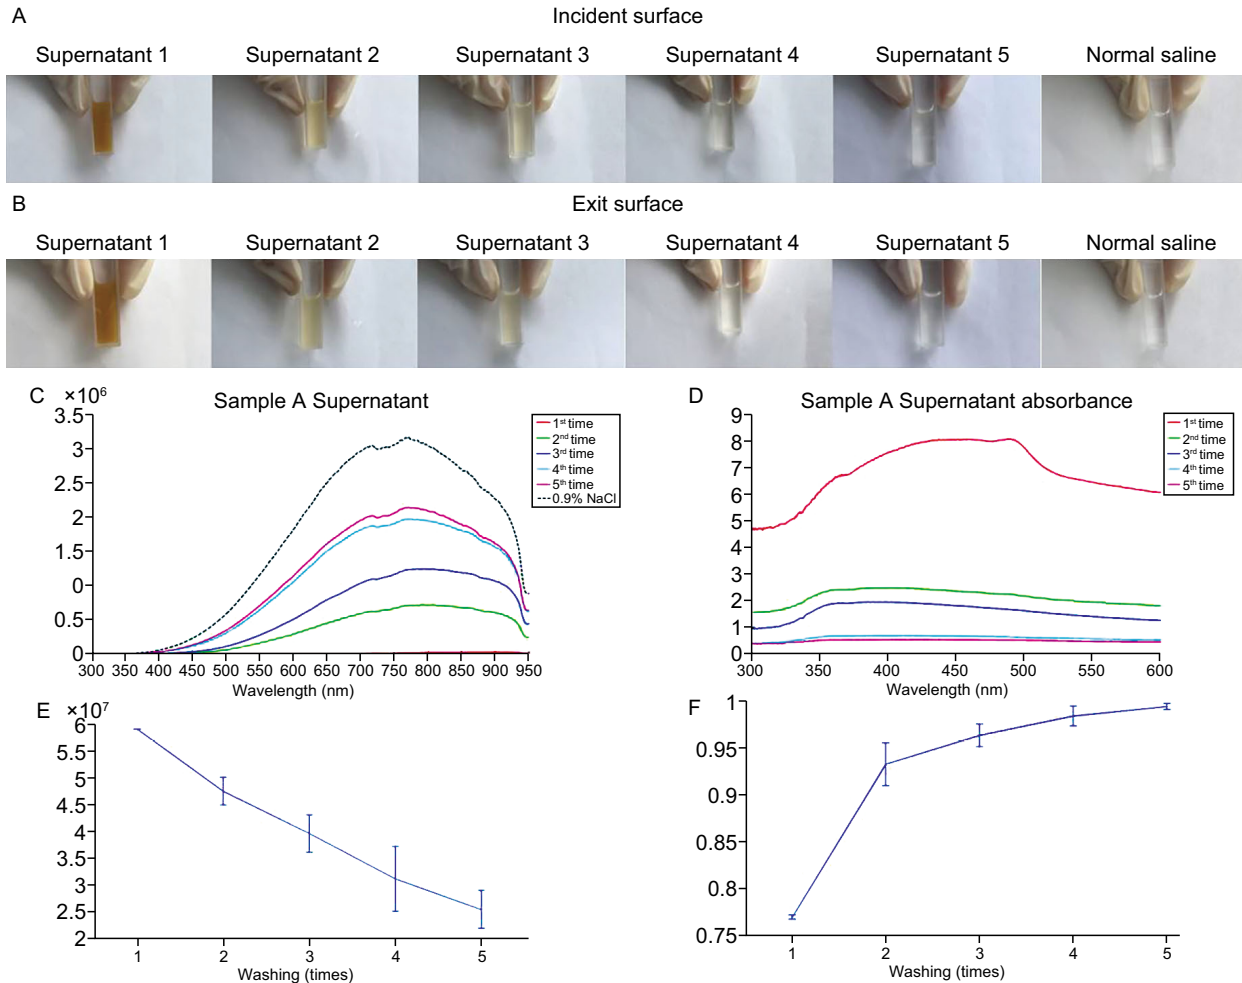 A
Incident surface
Supernatant 1 Supernatant 2 Supernatant 3 Supernatant 4 Supernatant 5 Normal saline
B
Exit surface
Supernatant 1 Supernatant 2 Supernatant 3 Supernatant 4 Supernatant 5 Normal saline
C ×10⁶ Sample A Supernatant
3.5
3
2.5
2
1.5
0
0.5
0
300 350 400 450 500 550 600 650 700 750 800 850 900 950
Wavelength (nm)
1ˢᵗ time
2ⁿᵈ time
3ʳᵈ time
4ᵗʰ time
5ᵗʰ time
0.9% NaCl
D Sample A Supernatant absorbance
9
8
7
6
5
4
3
2
1
0
300 350 400 450 500 550 600
Wavelength (nm)
1ˢᵗ time
2ⁿᵈ time
3ʳᵈ time
4ᵗʰ time
5ᵗʰ time
E ×10⁷
6
5.5
5
4.5
4
3.5
3
2.5
2
1 2 3 4 5
Washing (times)
F
1
0.95
0.9
0.85
0.8
0.75
1 2 3 4 5
Washing (times)